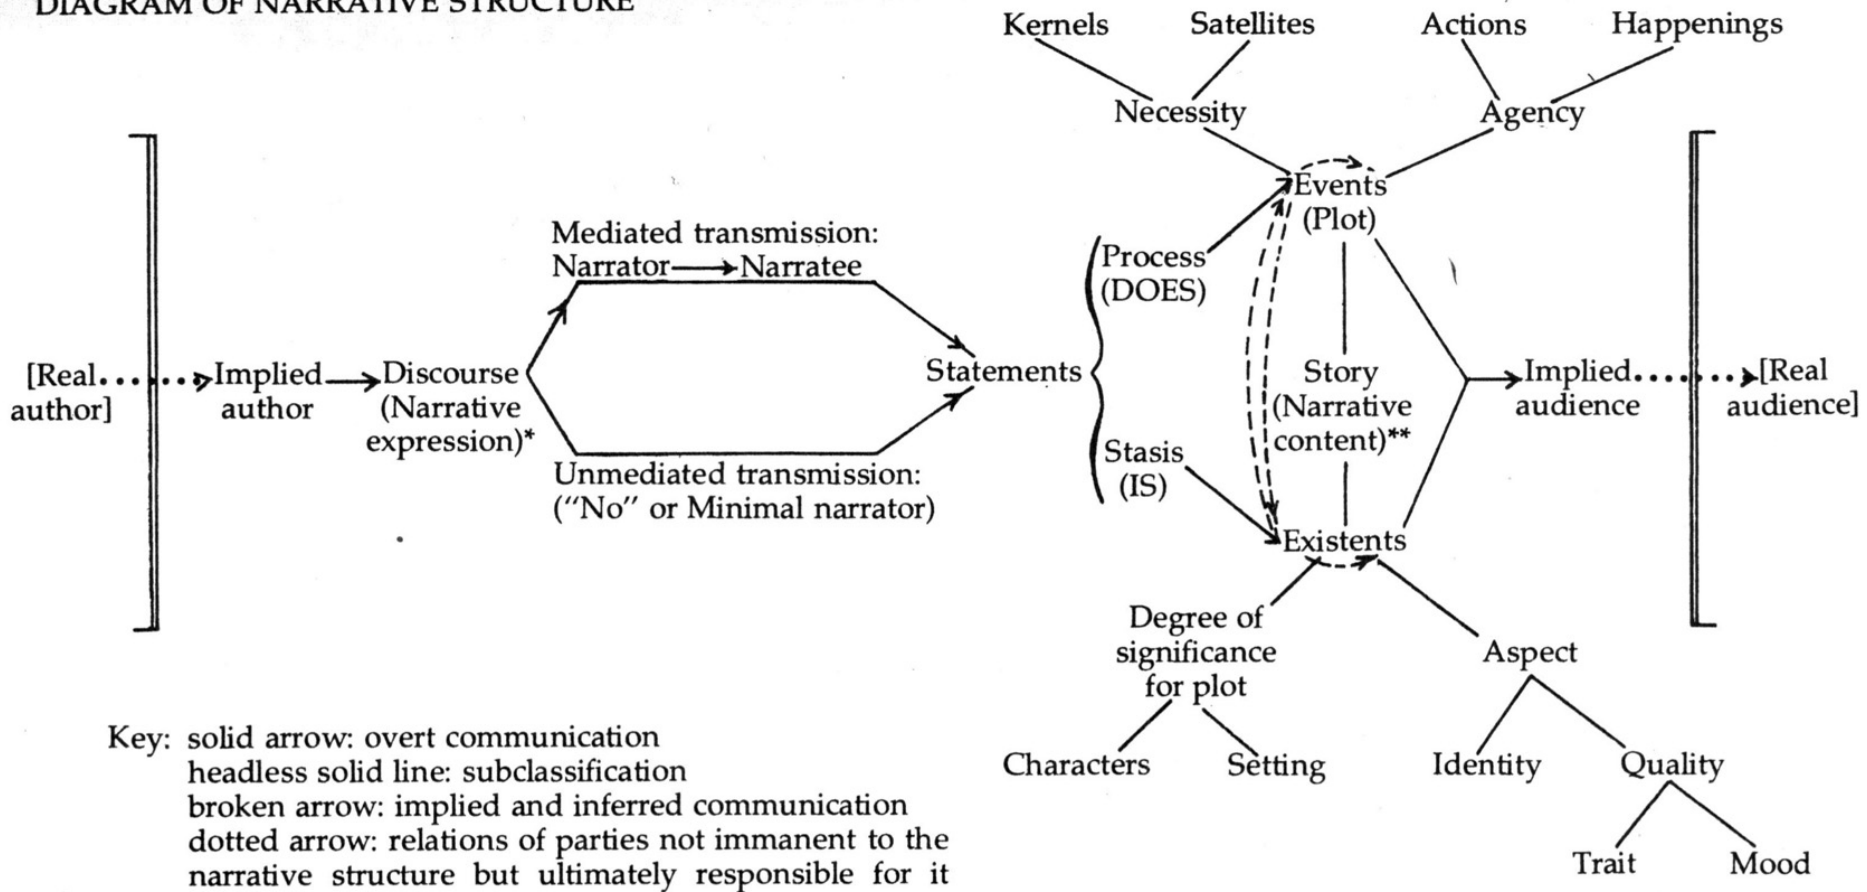 DIAGRAM OF NARRATIVE STRUCTURE
Kernels
Satellites
Actions
Happenings
Necessity
Agency
Events
(Plot)
Mediated transmission:
Narrator
Narratee
Process
(DOES)
[Real
author]
Implied
author
Discourse
(Narrative
expression)*
Statements
Story
(Narrative
content)**
Implied
audience
[Real
audience]
Unmediated transmission:
(“No” or Minimal narrator)
Stasis
(IS)
Existents
Degree of
significance
for plot
Aspect
Characters
Setting
Identity
Quality
Trait
Mood
Key: solid arrow: overt communication
headless solid line: subclassification
broken arrow: implied and inferred communication
dotted arrow: relations of parties not immanent to the
narrative structure but ultimately responsible for it